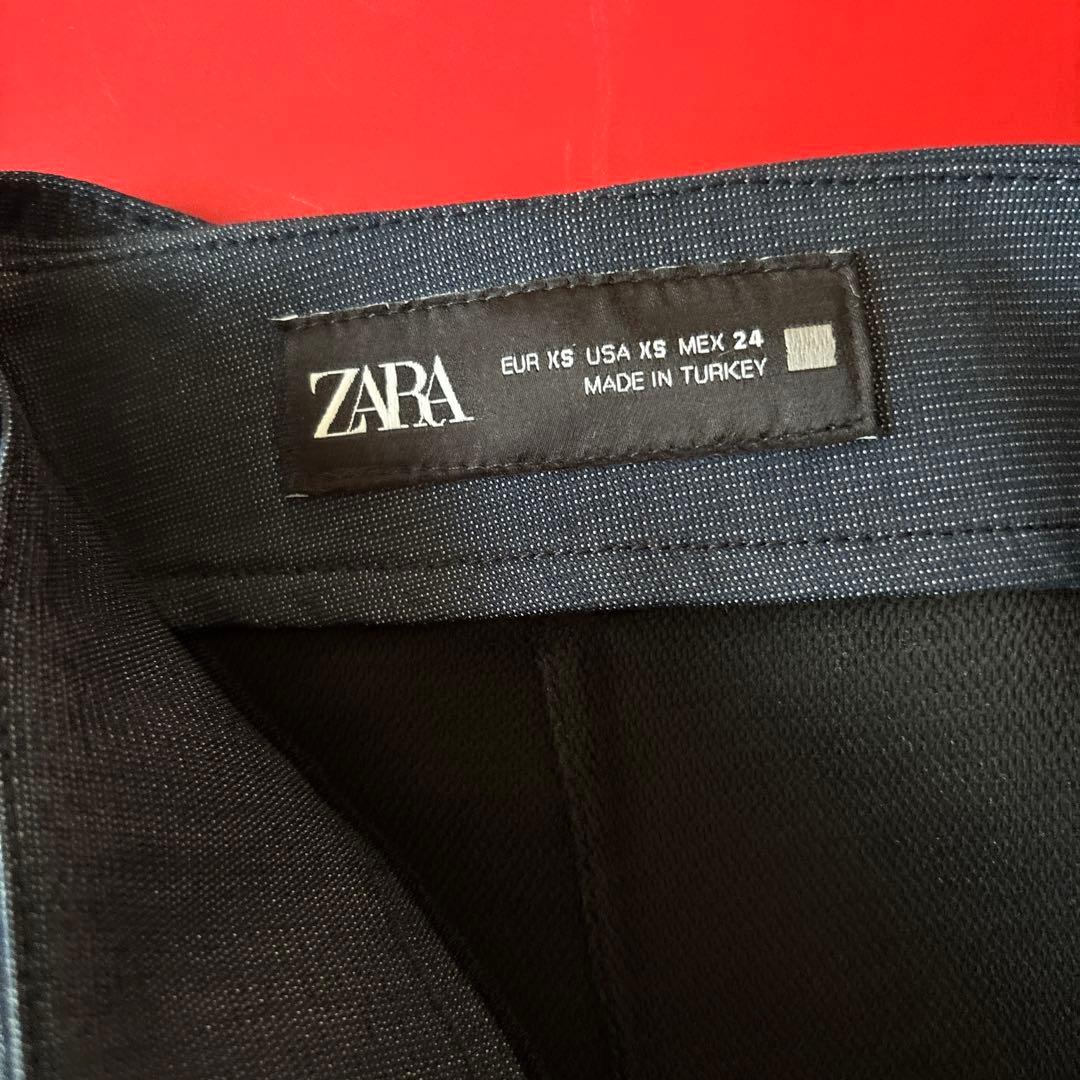 ZARA
EUR XS USA XS MEX 24
MADE IN TURKEY